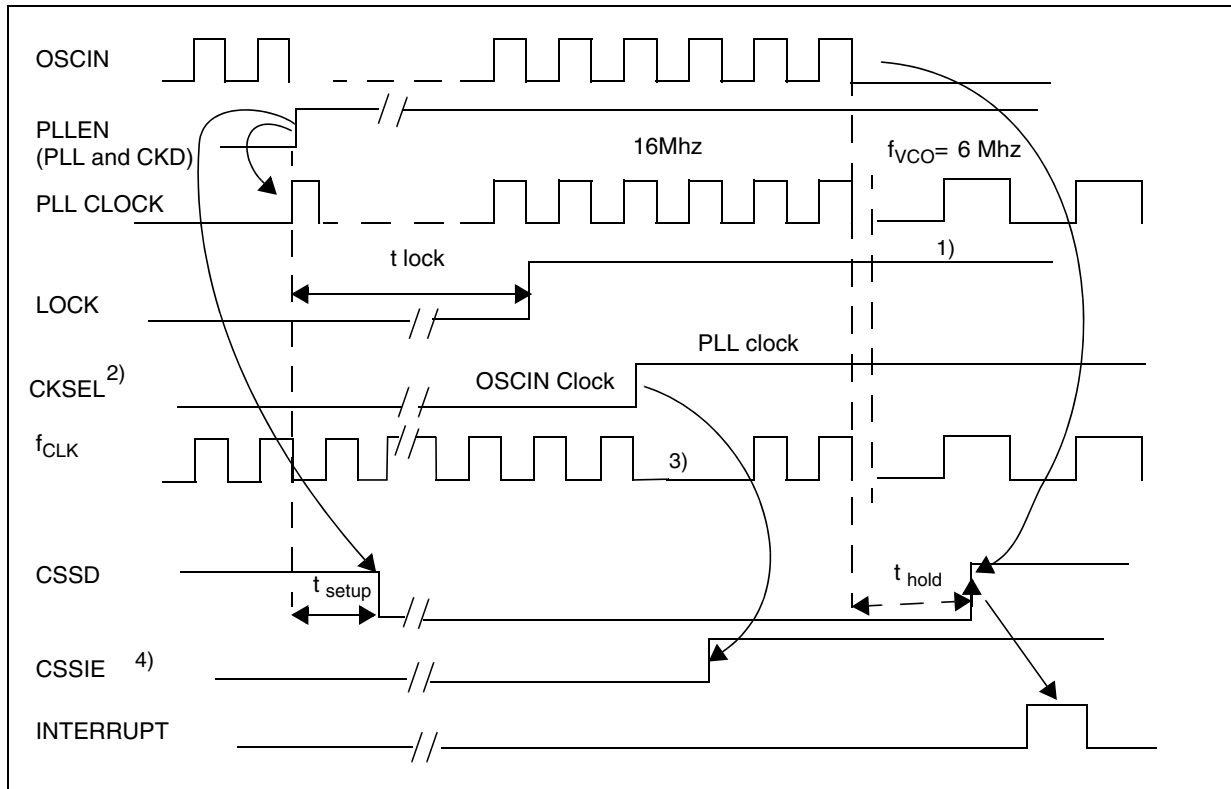 OSCIN
PLLEN
(PLL and CKD)
16Mhz
fVCO= 6 Mhz
PLL CLOCK
t lock
1)
LOCK
PLL clock
CKSEL2)
OSCIN Clock
fCLK
3)
CSSD
t setup
t hold
CSSIE 4)
INTERRUPT